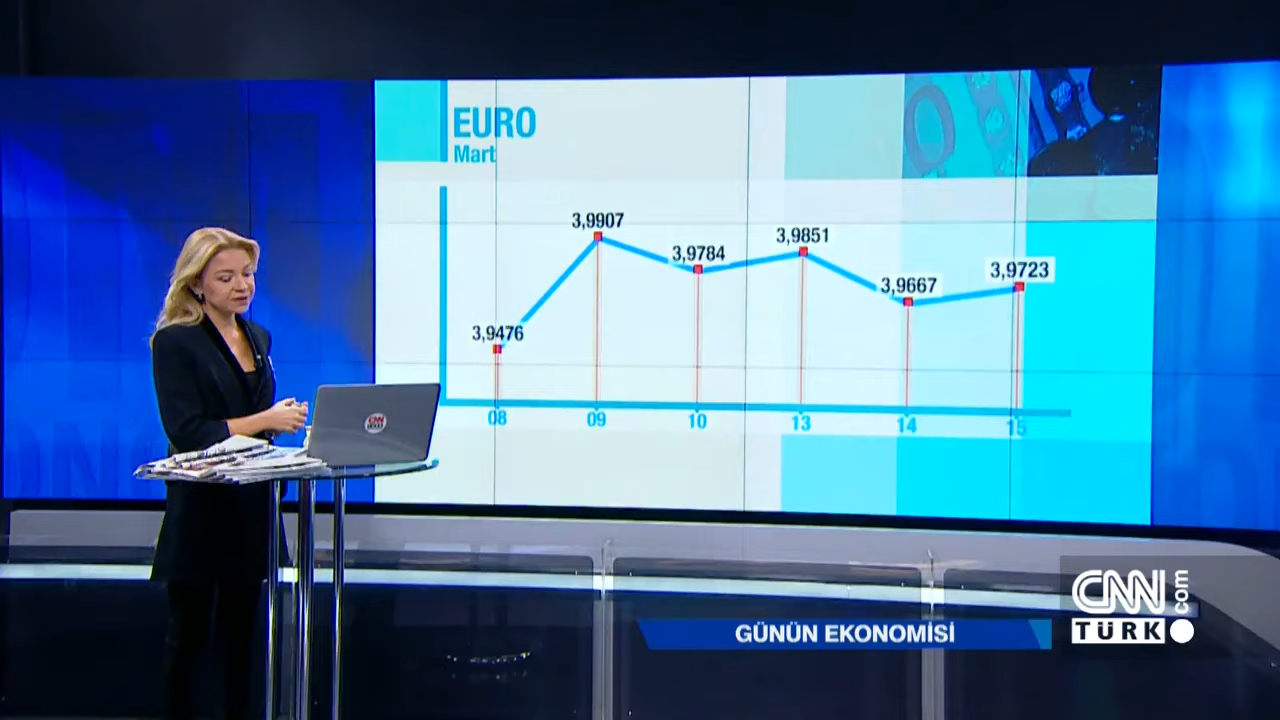 EURO
Mart
3,9907
3,9851
3,9784
3,9723
3,9667
3,9476
08 09 10 13 14 15
CNN
CNN.com
TÜRK
GÜNÜN EKONOMİSİ